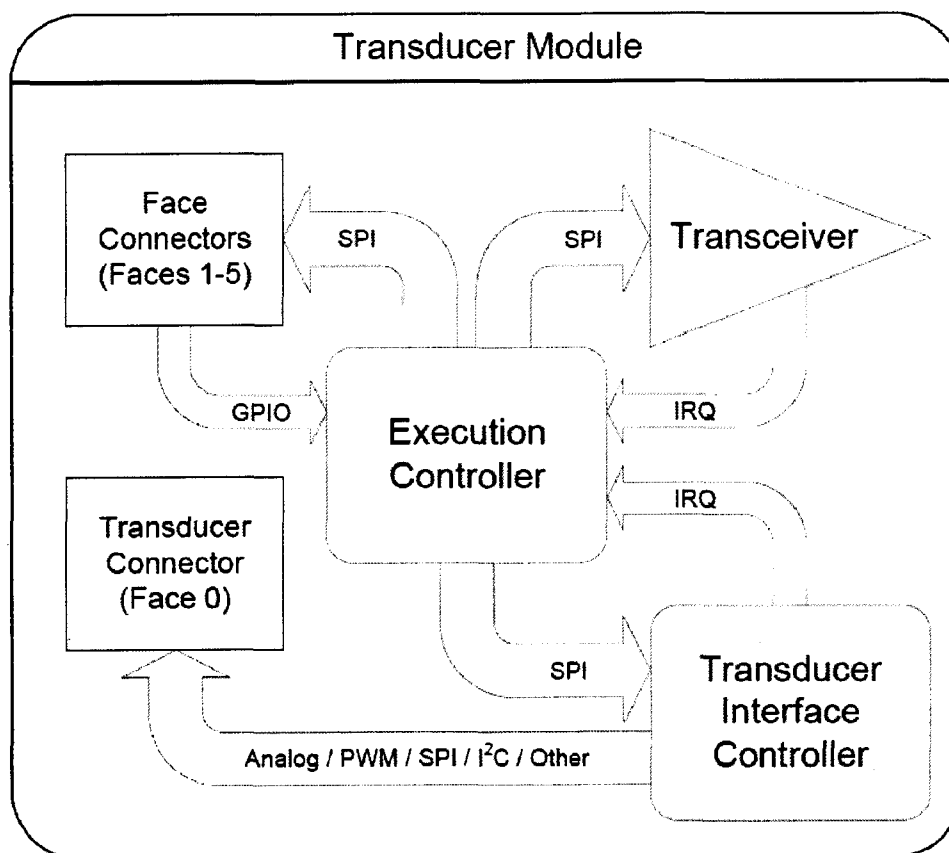 Transducer Module
Face
Connectors
(Faces 1-5)
SPI
SPI
Transceiver
GPIO
Execution
Controller
IRQ
IRQ
Transducer
Connector
(Face 0)
SPI
Transducer
Interface
Controller
Analog / PWM / SPI / I²C / Other